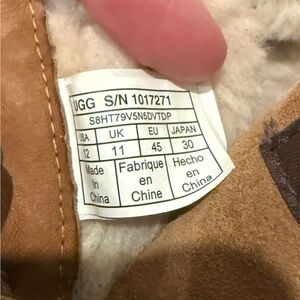 UGG S/N 1017271
S8HT79V5N5DVTDP
USA UK EU JAPAN
12 11 45 30
Made Fabrique Hecho
in en en
China Chine China